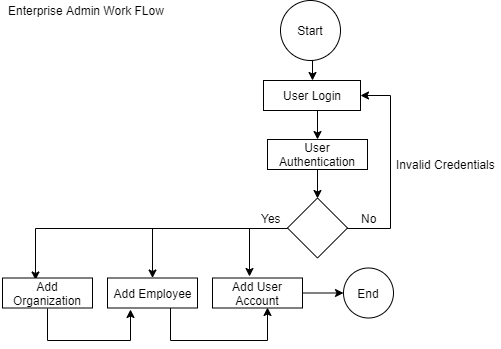 Enterprise Admin Work FLow
Start
User Login
User
Authentication
Invalid Credentials
Yes
No
Add
Organization
Add Employee
Add User
Account
End